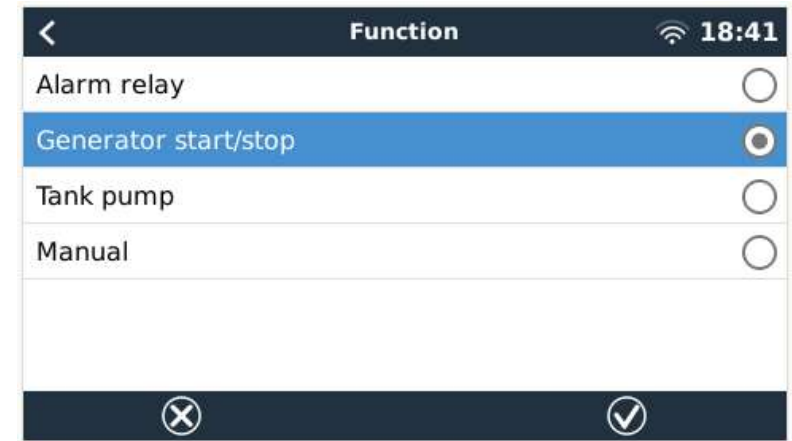 Function 18:41
Alarm relay
Generator start/stop
Tank pump
Manual